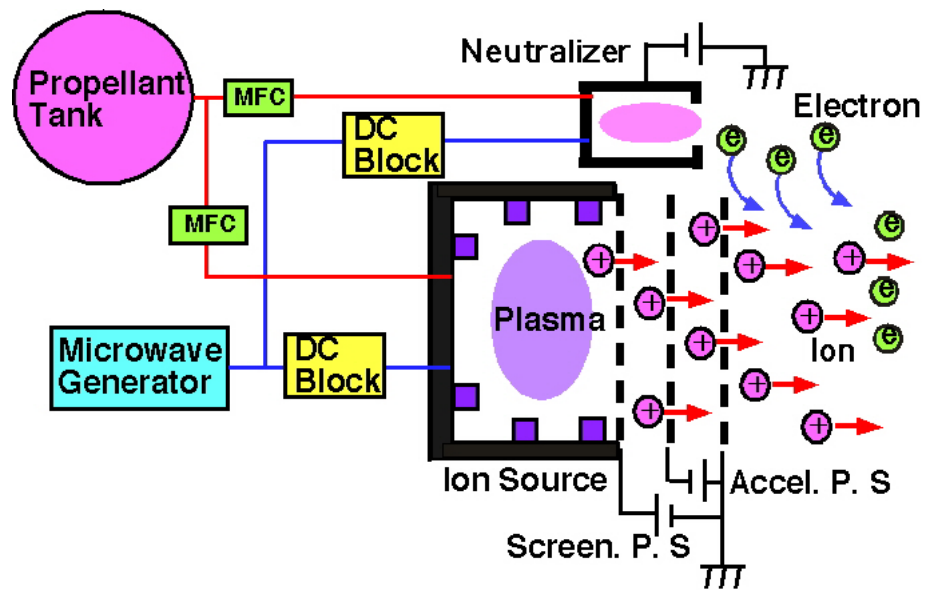 Neutralizer
Propellant
Tank
MFC
Electron
DC
Block
e
e
e
MFC
+
e
+
+
+
Plasma
+
e
+
Microwave
Generator
DC
Block
+
e
Ion
+
+
+
Ion Source
Accel. P. S
Screen. P. S